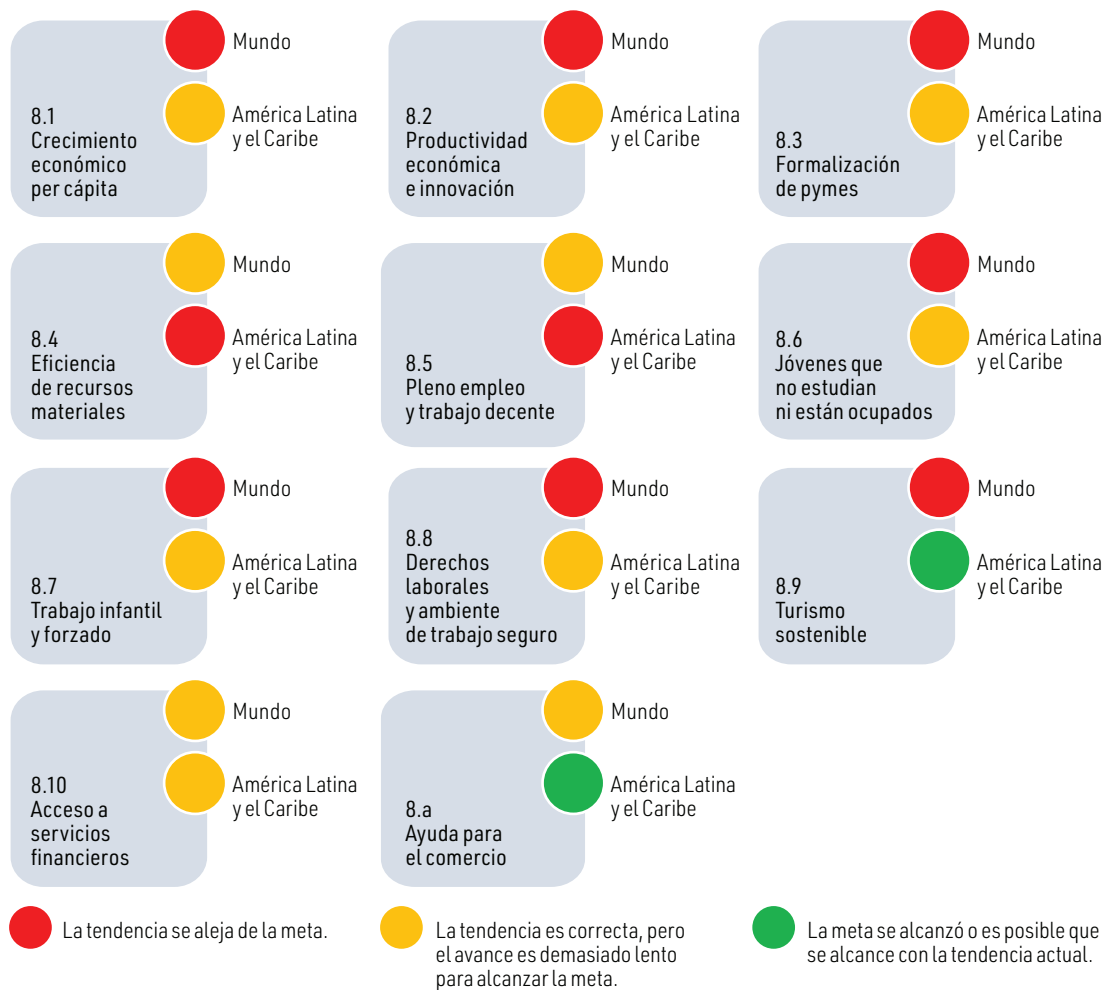 Mundo
América Latina
y el Caribe
8.1
Crecimiento
económico
per cápita
Mundo
América Latina
y el Caribe
8.2
Productividad
económica
e innovación
Mundo
América Latina
y el Caribe
8.3
Formalización
de pymes
Mundo
América Latina
y el Caribe
8.4
Eficiencia
de recursos
materiales
Mundo
América Latina
y el Caribe
8.5
Pleno empleo
y trabajo decente
Mundo
América Latina
y el Caribe
8.6
Jóvenes que
no estudian
ni están ocupados
Mundo
América Latina
y el Caribe
8.7
Trabajo infantil
y forzado
Mundo
América Latina
y el Caribe
8.8
Derechos
laborales
y ambiente
de trabajo seguro
Mundo
América Latina
y el Caribe
8.9
Turismo
sostenible
Mundo
América Latina
y el Caribe
8.10
Acceso a
servicios
financieros
Mundo
América Latina
y el Caribe
8.a
Ayuda para
el comercio
La tendencia se aleja de la meta.
La tendencia es correcta, pero
el avance es demasiado lento
para alcanzar la meta.
La meta se alcanzó o es posible que
se alcance con la tendencia actual.